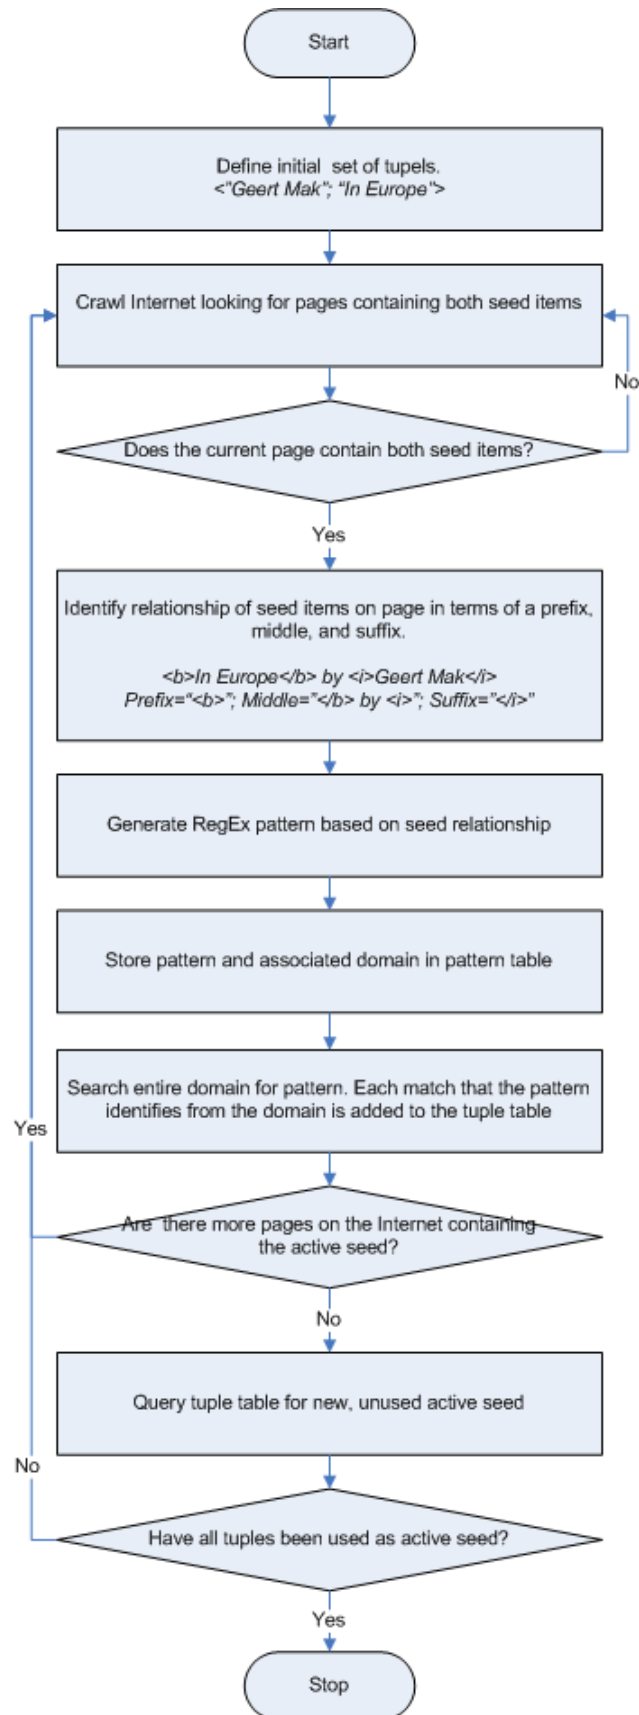 Start
Define initial  set of tupels.
<"Geert Mak"; "In Europe">
Crawl Internet looking for pages containing both seed items
No
Does the current page contain both seed items?
Yes
Identify relationship of seed items on page in terms of a prefix,
middle, and suffix.
<b>In Europe</b> by <i>Geert Mak</i>
Prefix="<b>"; Middle="</b> by <i>"; Suffix="</i>"
Generate RegEx pattern based on seed relationship
Store pattern and associated domain in pattern table
Search entire domain for pattern. Each match that the pattern
identifies from the domain is added to the tuple table
Yes
Are  there more pages on the Internet containing
the active seed?
No
Query tuple table for new, unused active seed
No
Have all tuples been used as active seed?
Yes
Stop